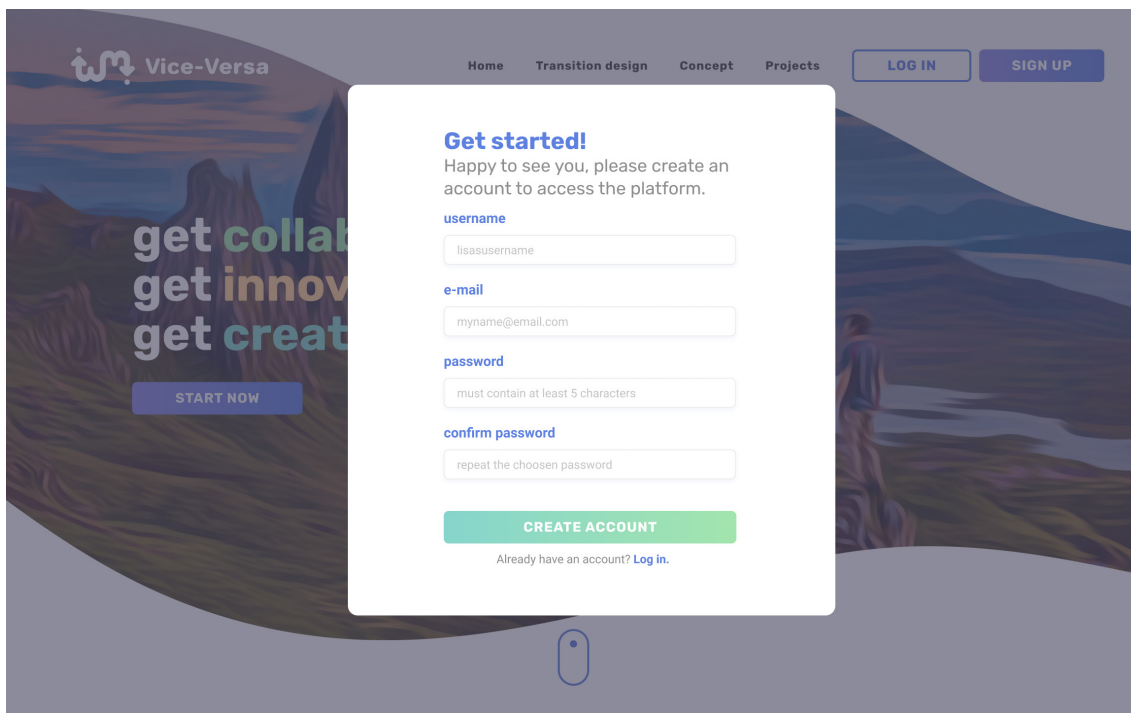 Vice-Versa
Home
Transition design
Concept
Projects
LOG IN
SIGN UP
get collab
get innov
get creat
START NOW
Get started!
Happy to see you, please create an
account to access the platform.
username
lisasusername
e-mail
myname@email.com
password
must contain at least 5 characters
confirm password
repeat the choosen password
CREATE ACCOUNT
Already have an account? Log in.